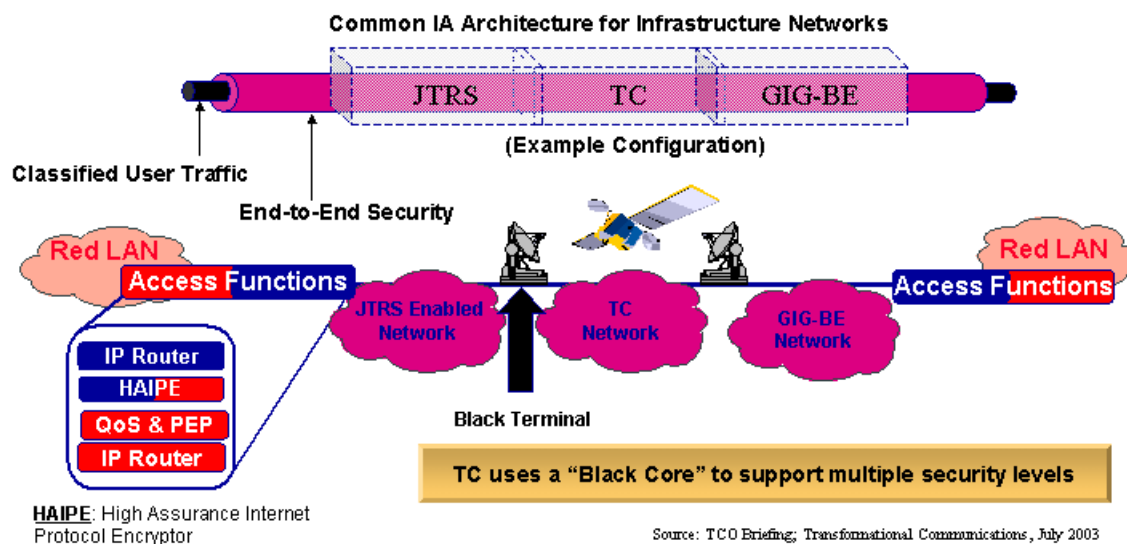 Common IA Architecture for Infrastructure Networks
JTRS
TC
GIG-BE
(Example Configuration)
Classified User Traffic
End-to-End Security
Red LAN
Access Functions
Red LAN
Access Functions
JTRS Enabled
Network
TC
Network
GIG-BE
Network
IP Router
HAIPE
QoS & PEP
IP Router
Black Terminal
TC uses a “Black Core” to support multiple security levels
HAIPE: High Assurance Internet
Protocol Encryptor
Source: TCO Briefing; Transformational Communications, July 2003